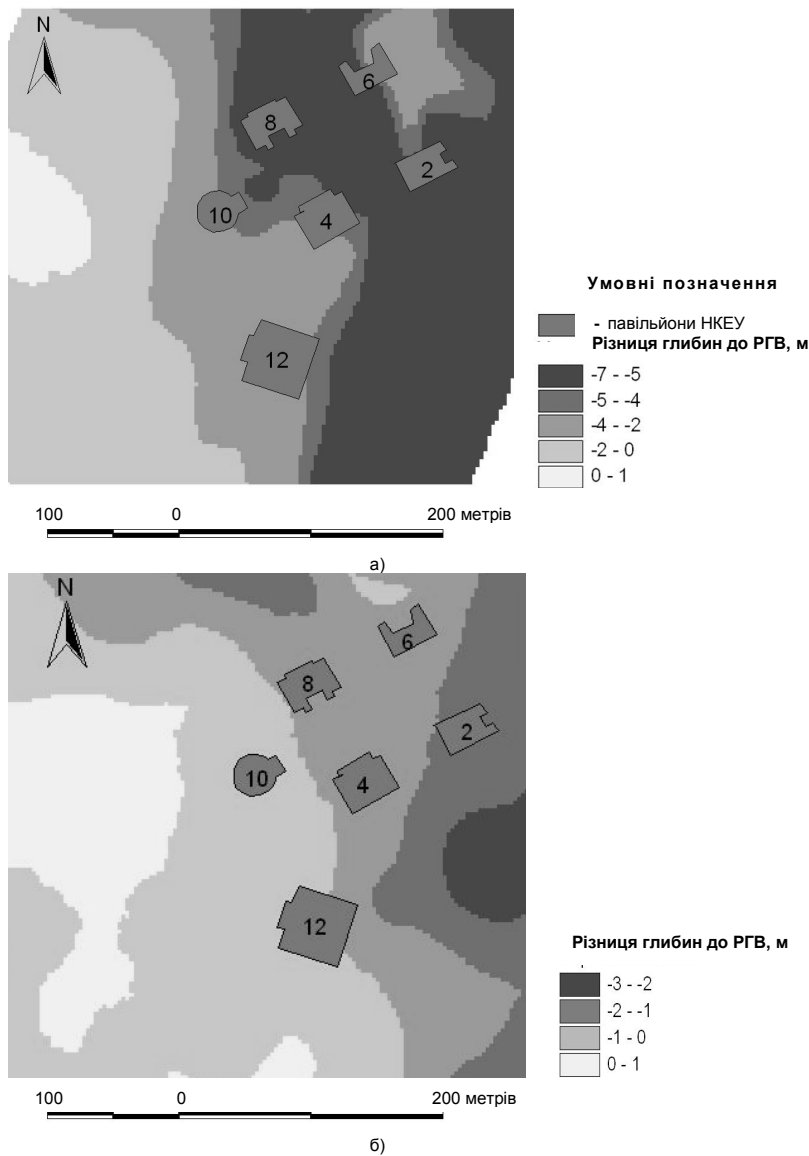 N
6
8
2
10
4
12
Умовні позначення
- павільйони НКЕУ
Різниця глибин до РГВ, м
-7 - -5
-5 - -4
-4 - -2
-2 - 0
0 - 1
100 0 200 метрів
а)
N
6
8
2
10
4
12
Різниця глибин до РГВ, м
-3 - -2
-2 - -1
-1 - 0
0 - 1
100 0 200 метрів
б)